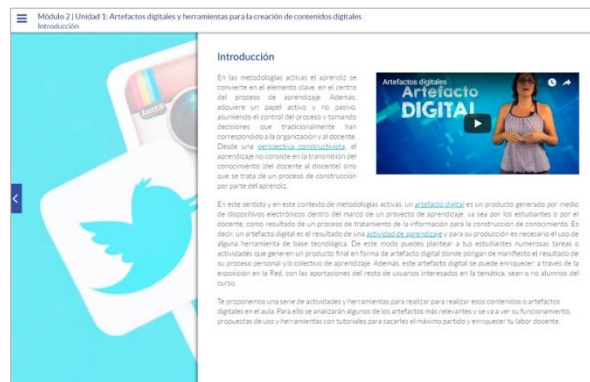 Módulo 2 | Unidad 1: Artefactos digitales y herramientas para la creación de contenidos digitales
Introducción
Introducción
En las metodologías activas el aprendiz se
convierte en el elemento clave, en el centro
del proceso de aprendizaje. Además,
adquiere un papel activo y no pasivo,
asumiendo el control del proceso y tomando
decisiones que tradicionalmente han
correspondido a la organización y al docente.
Desde una perspectiva constructivista, el
aprendizaje no consiste en la transmisión del
conocimiento (del docente al discente) sino
que se trata de un proceso de construcción
por parte del aprendiz.
Artefactos digitales
Artefacto
DIGITAL
En este sentido y en este contexto de metodologías activas, un artefacto digital es un producto generado por medio
de dispositivos electrónicos dentro del marco de un proyecto de aprendizaje, ya sea por los estudiantes o por el
docente, como resultado de un proceso de tratamiento de la información para la construcción de conocimiento. Es
decir, un artefacto digital es el resultado de una actividad de aprendizaje y para su producción es necesario el uso de
alguna herramienta de base tecnológica. De este modo puedes plantear a tus estudiantes numerosas tareas o
actividades que generen un producto final en forma de artefacto digital donde pongan de manifiesto el resultado de
su proceso personal y/o colectivo de aprendizaje. Además, este artefacto digital se puede enriquecer, a través de la
exposición en la Red, con las aportaciones del resto de usuarios interesados en la temática, sean o no alumnos del
curso.
Te proponemos una serie de actividades y herramientas para realizar para realizar esos contenidos o artefactos
digitales en el aula. Para ello se analizarán algunos de los artefactos más relevantes y se va a ver su funcionamiento,
propuestas de uso y herramientas con tutoriales para sacarles el máximo partido y enriquecer tu labor docente.